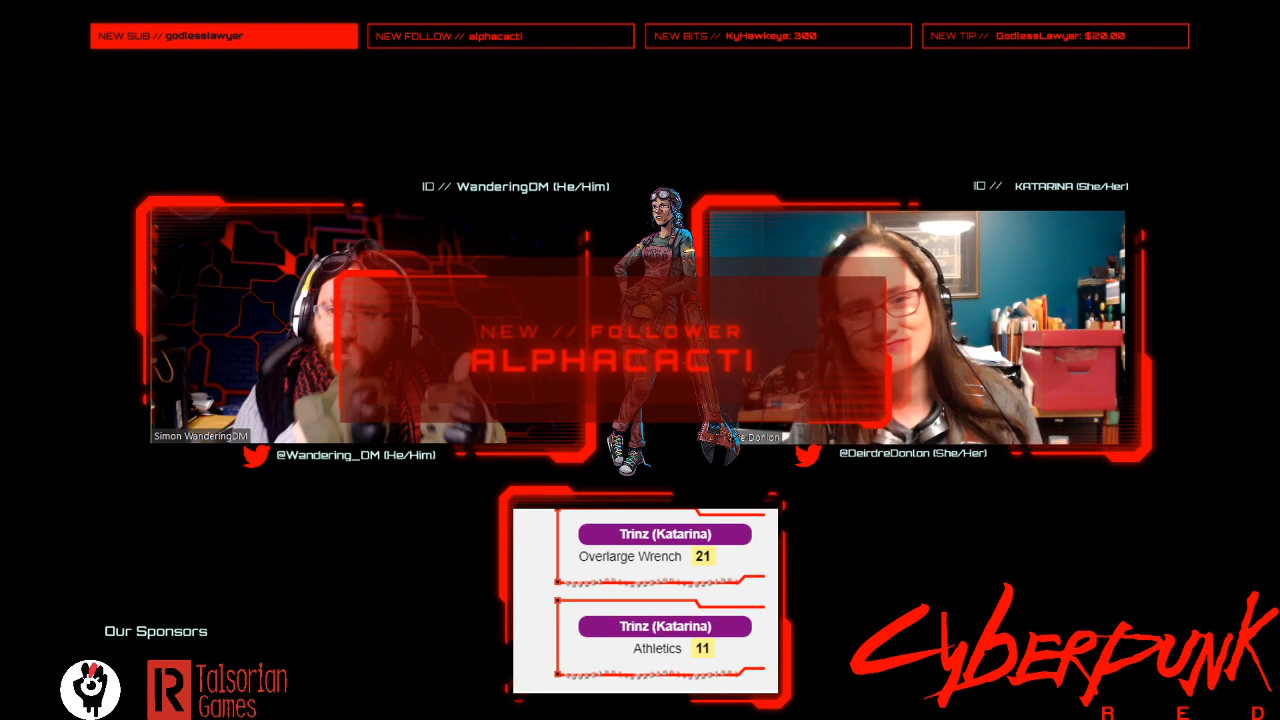 NEW SUB // godlesslawyer
NEW FOLLOW // alphacacti
NEW BITS // KyHawkeye: 300
NEW TIP // GodlessLawyer: $20.00
ID // WanderingDM (He/Him)
ID // KATARINA (She/Her)
NEW // FOLLOWER
ALPHACACTI
Simon WanderingDM
e Donlon
@Wandering_DM (He/Him)
@DeirdreDonlon (She/Her)
Trinz (Katarina)
Overlarge Wrench 21
Trinz (Katarina)
Athletics 11
Our Sponsors
R Talsorian
Games
Cyberpunk
RED